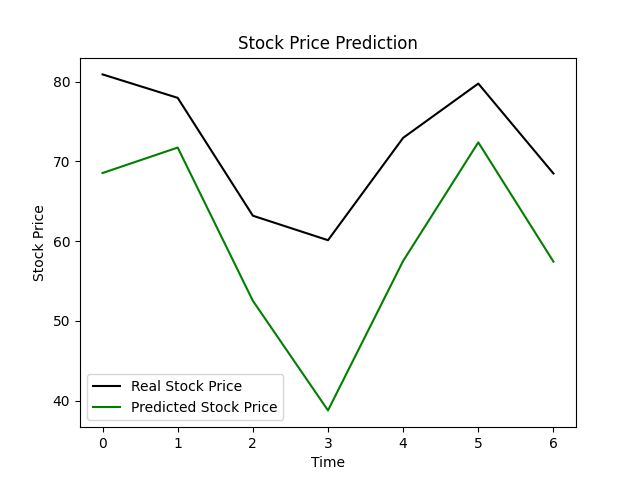 Stock Price Prediction
80
70
60
50
40
Stock Price
Real Stock Price
Predicted Stock Price
0 1 2 3 4 5 6
Time